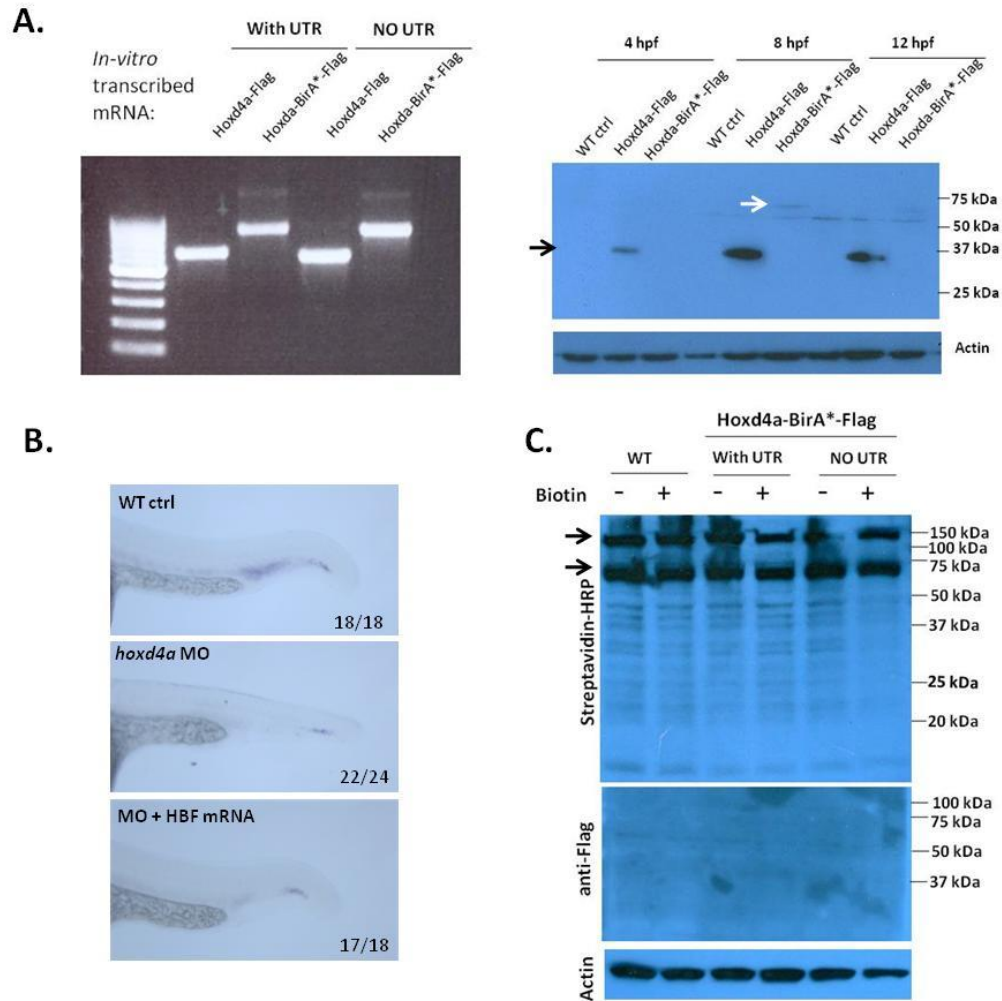 A.
With UTR NO UTR
In-vitro
transcribed
mRNA:
Hoxd4a-Flag
Hoxda-BirA*-Flag
Hoxd4a-Flag
Hoxda-BirA*-Flag
4 hpf 8 hpf 12 hpf
WT ctrl
Hoxd4a-Flag
Hoxda-BirA*-Flag
WT ctrl
Hoxd4a-Flag
Hoxda-BirA*-Flag
WT ctrl
Hoxd4a-Flag
Hoxda-BirA*-Flag
75 kDa
50 kDa
37 kDa
25 kDa
Actin
B.
WT ctrl
18/18
hoxd4a MO
22/24
MO + HBF mRNA
17/18
C.
Hoxd4a-BirA*-Flag
WT With UTR NO UTR
Biotin - + - + - +
Streptavidin-HRP
150 kDa
100 kDa
75 kDa
50 kDa
37 kDa
25 kDa
20 kDa
anti-Flag
100 kDa
75 kDa
50 kDa
37 kDa
Actin